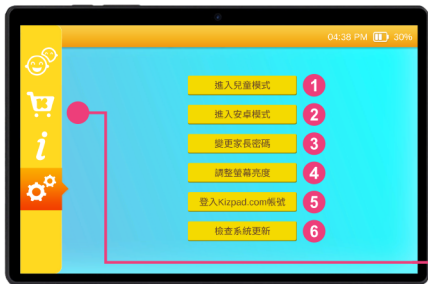 04:38 PM 30%
進入兒童模式 1
進入安卓模式 2
變更家長密碼 3
調整螢幕亮度 4
登入Kizpad.com帳號 5
檢查系統更新 6
i